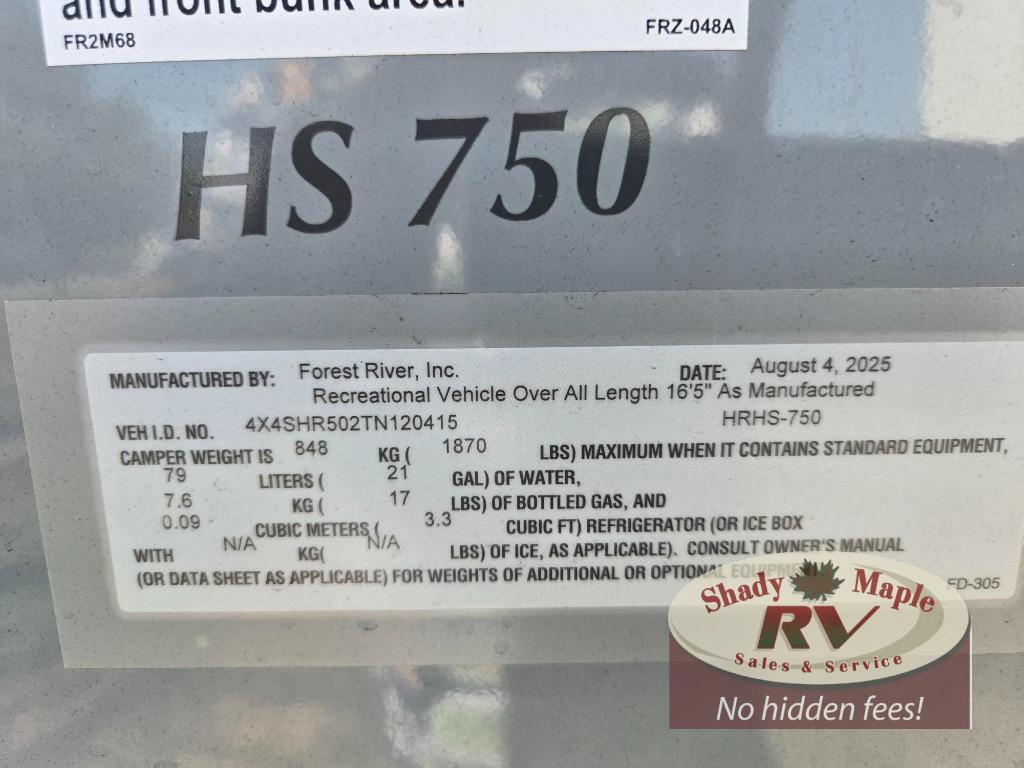 and front bunk area.
FR2M68 FRZ-048A
HS 750
MANUFACTURED BY: Forest River, Inc. DATE: August 4, 2025
Recreational Vehicle Over All Length 16'5" As Manufactured
VEH I.D. NO. 4X4SHR502TN120415 HRHS-750
CAMPER WEIGHT IS 848 KG ( 1870 LBS) MAXIMUM WHEN IT CONTAINS STANDARD EQUIPMENT,
79 LITERS ( 21 GAL) OF WATER,
7.6 KG ( 17 LBS) OF BOTTLED GAS, AND
0.09 CUBIC METERS ( 3.3 CUBIC FT) REFRIGERATOR (OR ICE BOX
WITH N/A KG( N/A LBS) OF ICE, AS APPLICABLE). CONSULT OWNER'S MANUAL
(OR DATA SHEET AS APPLICABLE) FOR WEIGHTS OF ADDITIONAL OR OPTIONAL
FD-305
Shady Maple
RV
Sales & Service
No hidden fees!